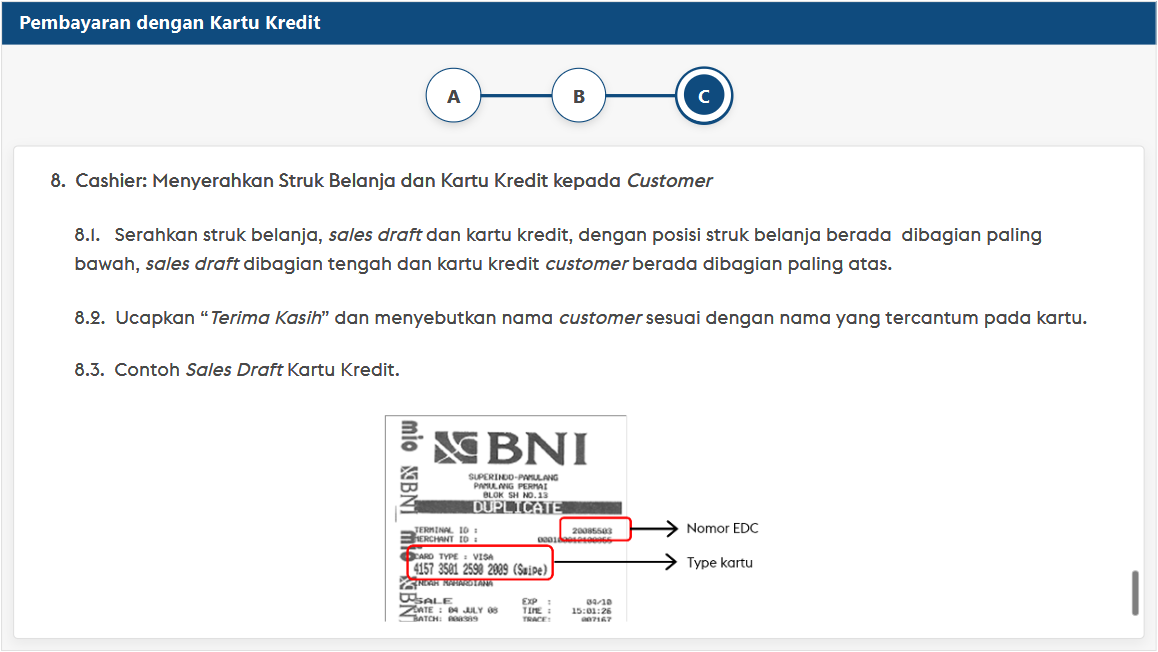 Pembayaran dengan Kartu Kredit
A B C
8. Cashier: Menyerahkan Struk Belanja dan Kartu Kredit kepada Customer
8.1. Serahkan struk belanja, sales draft dan kartu kredit, dengan posisi struk belanja berada dibagian paling
bawah, sales draft dibagian tengah dan kartu kredit customer berada dibagian paling atas.
8.2. Ucapkan “Terima Kasih” dan menyebutkan nama customer sesuai dengan nama yang tercantum pada kartu.
8.3. Contoh Sales Draft Kartu Kredit.
mio
BNI
BNI
SUPERINDO-PAMULANG
PAMULANG PERMAI
BLOK SH NO.13
DUPLICATE
TERMINAL ID : 20085503
Nomor EDC
MERCHANT ID :
CARD TYPE : VISA
4157 3501 2590 2009 (Swipe)
Type kartu
mio
BNI
SALE EXP : 04/10
DATE : 04 JULY 08 TIME : 15:01:26
BATCH: 000389 TRACE: 007167